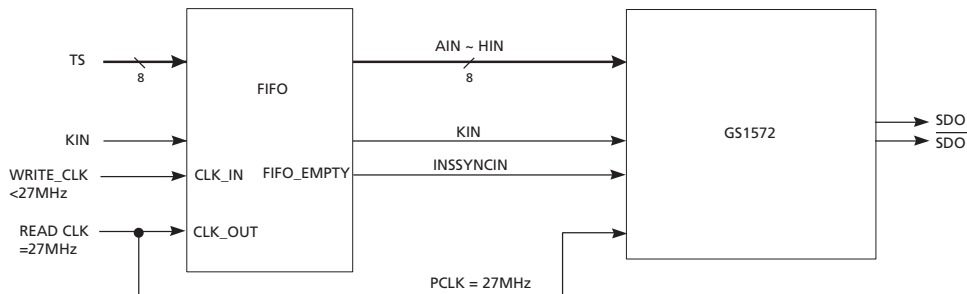 TS
8
KIN
WRITE_CLK
<27MHz
READ CLK
=27MHz
FIFO
CLK_IN
FIFO_EMPTY
CLK_OUT
AIN ~ HIN
8
KIN
INSSYNCIN
PCLK = 27MHz
GS1572
SDO
SDO